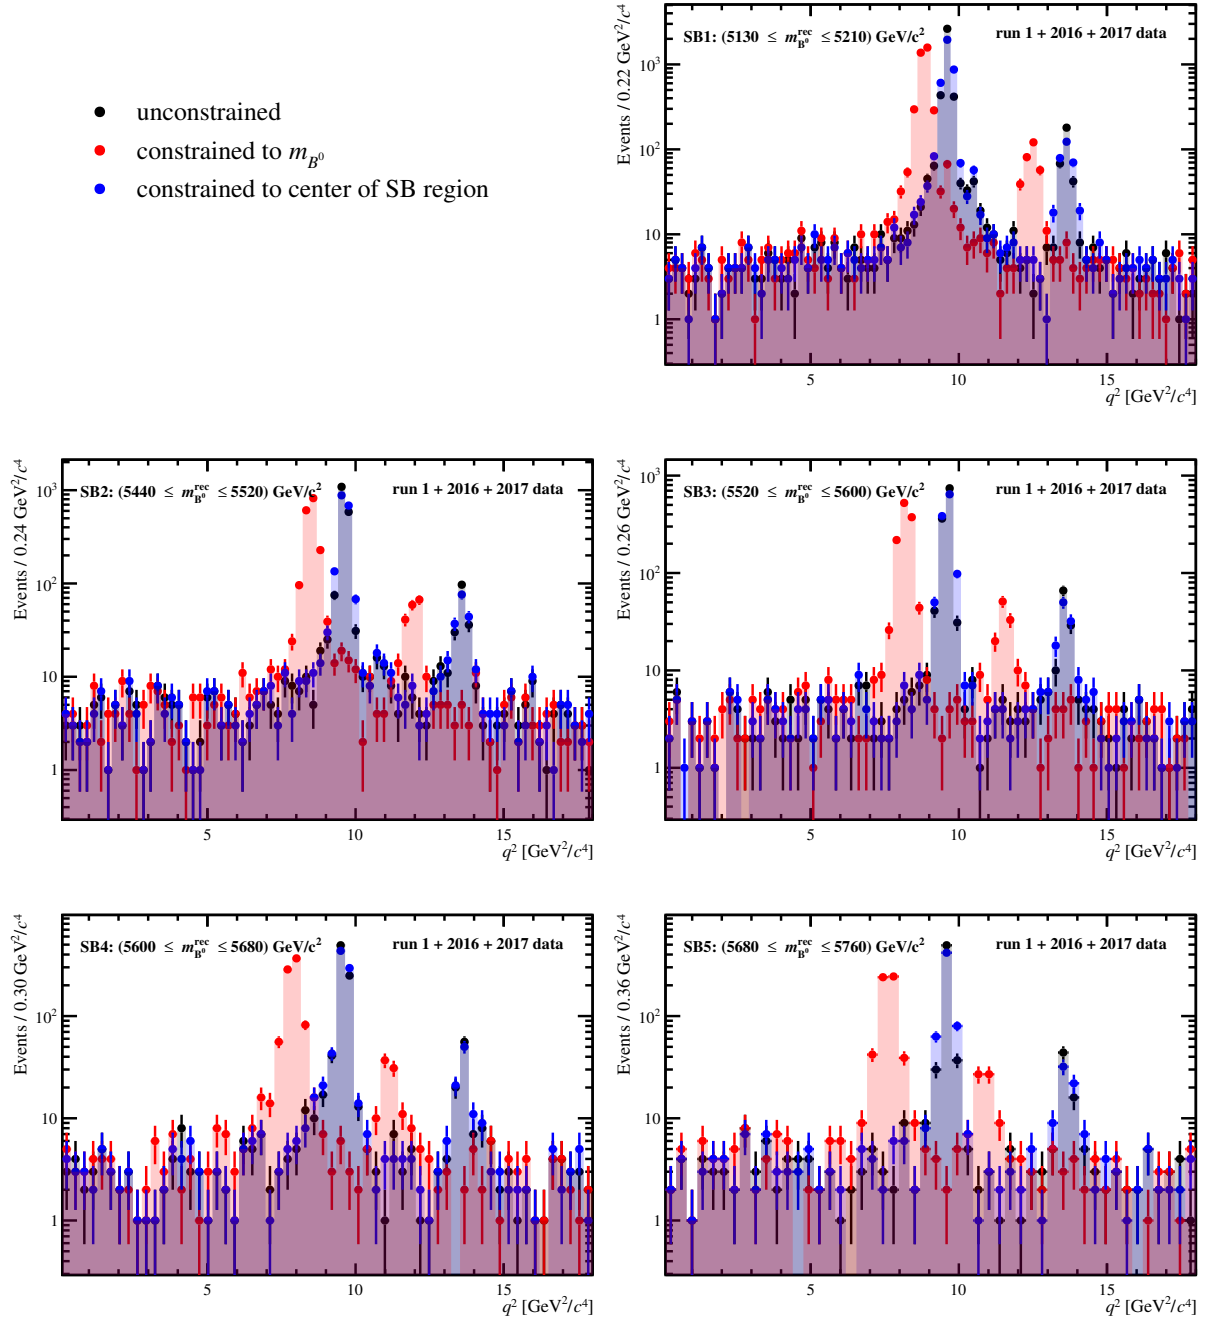 unconstrained
constrained to m_{B^0}
constrained to center of SB region
Events / 0.22 GeV²/c⁴
SB1: (5130 ≤ m_{B⁰}^{rec} ≤ 5210) GeV/c²
run 1 + 2016 + 2017 data
10³
10²
10
1
5
10
15
q² [GeV²/c⁴]
Events / 0.24 GeV²/c⁴
SB2: (5440 ≤ m_{B⁰}^{rec} ≤ 5520) GeV/c²
run 1 + 2016 + 2017 data
10³
10²
10
1
5
10
15
q² [GeV²/c⁴]
Events / 0.26 GeV²/c⁴
SB3: (5520 ≤ m_{B⁰}^{rec} ≤ 5600) GeV/c²
run 1 + 2016 + 2017 data
10³
10²
10
1
5
10
15
q² [GeV²/c⁴]
Events / 0.30 GeV²/c⁴
SB4: (5600 ≤ m_{B⁰}^{rec} ≤ 5680) GeV/c²
run 1 + 2016 + 2017 data
10²
10
1
5
10
15
q² [GeV²/c⁴]
Events / 0.36 GeV²/c⁴
SB5: (5680 ≤ m_{B⁰}^{rec} ≤ 5760) GeV/c²
run 1 + 2016 + 2017 data
10²
10
1
5
10
15
q² [GeV²/c⁴]